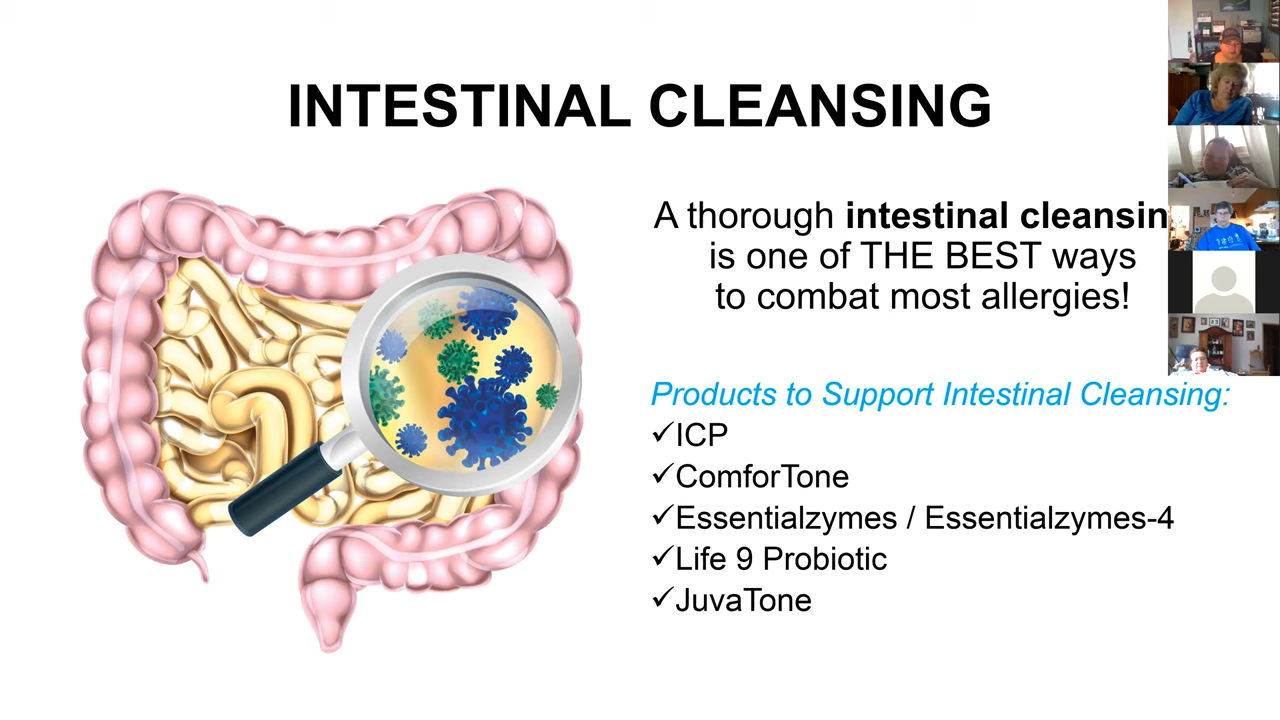 INTESTINAL CLEANSING
A thorough intestinal cleansin
is one of THE BEST ways
to combat most allergies!
Products to Support Intestinal Cleansing:
✓ICP
✓ComforTone
✓Essentialzymes / Essentialzymes-4
✓Life 9 Probiotic
✓JuvaTone